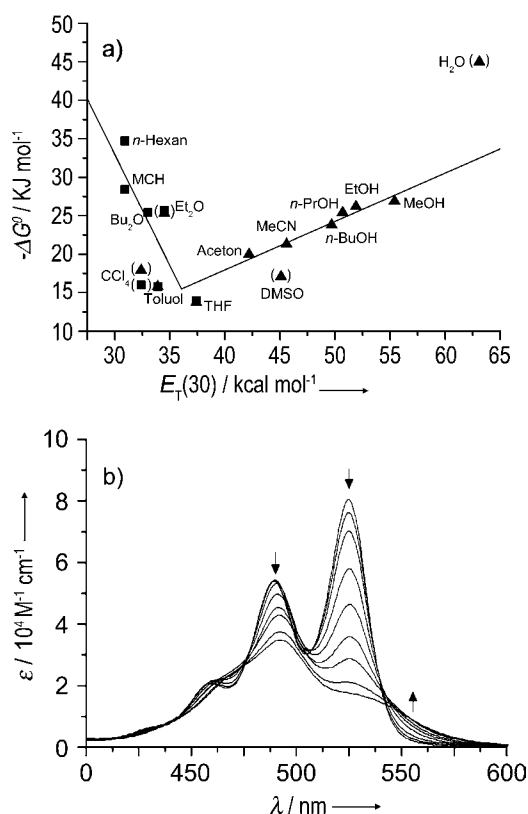 a)
H2O (▲)
50
45
40
35
30
25
20
15
10
-ΔG⁰ / KJ mol⁻¹
n-Hexan
MCH
Bu2O
Et2O
CCl4
Toluol
THF
Aceton
MeCN
DMSO
n-PrOH
EtOH
n-BuOH
MeOH
30 35 40 45 50 55 60 65
ET(30) / kcal mol⁻¹
b)
10
8
6
4
2
0
ε / 10⁴ M⁻¹ cm⁻¹
0 450 500 550 600
λ / nm